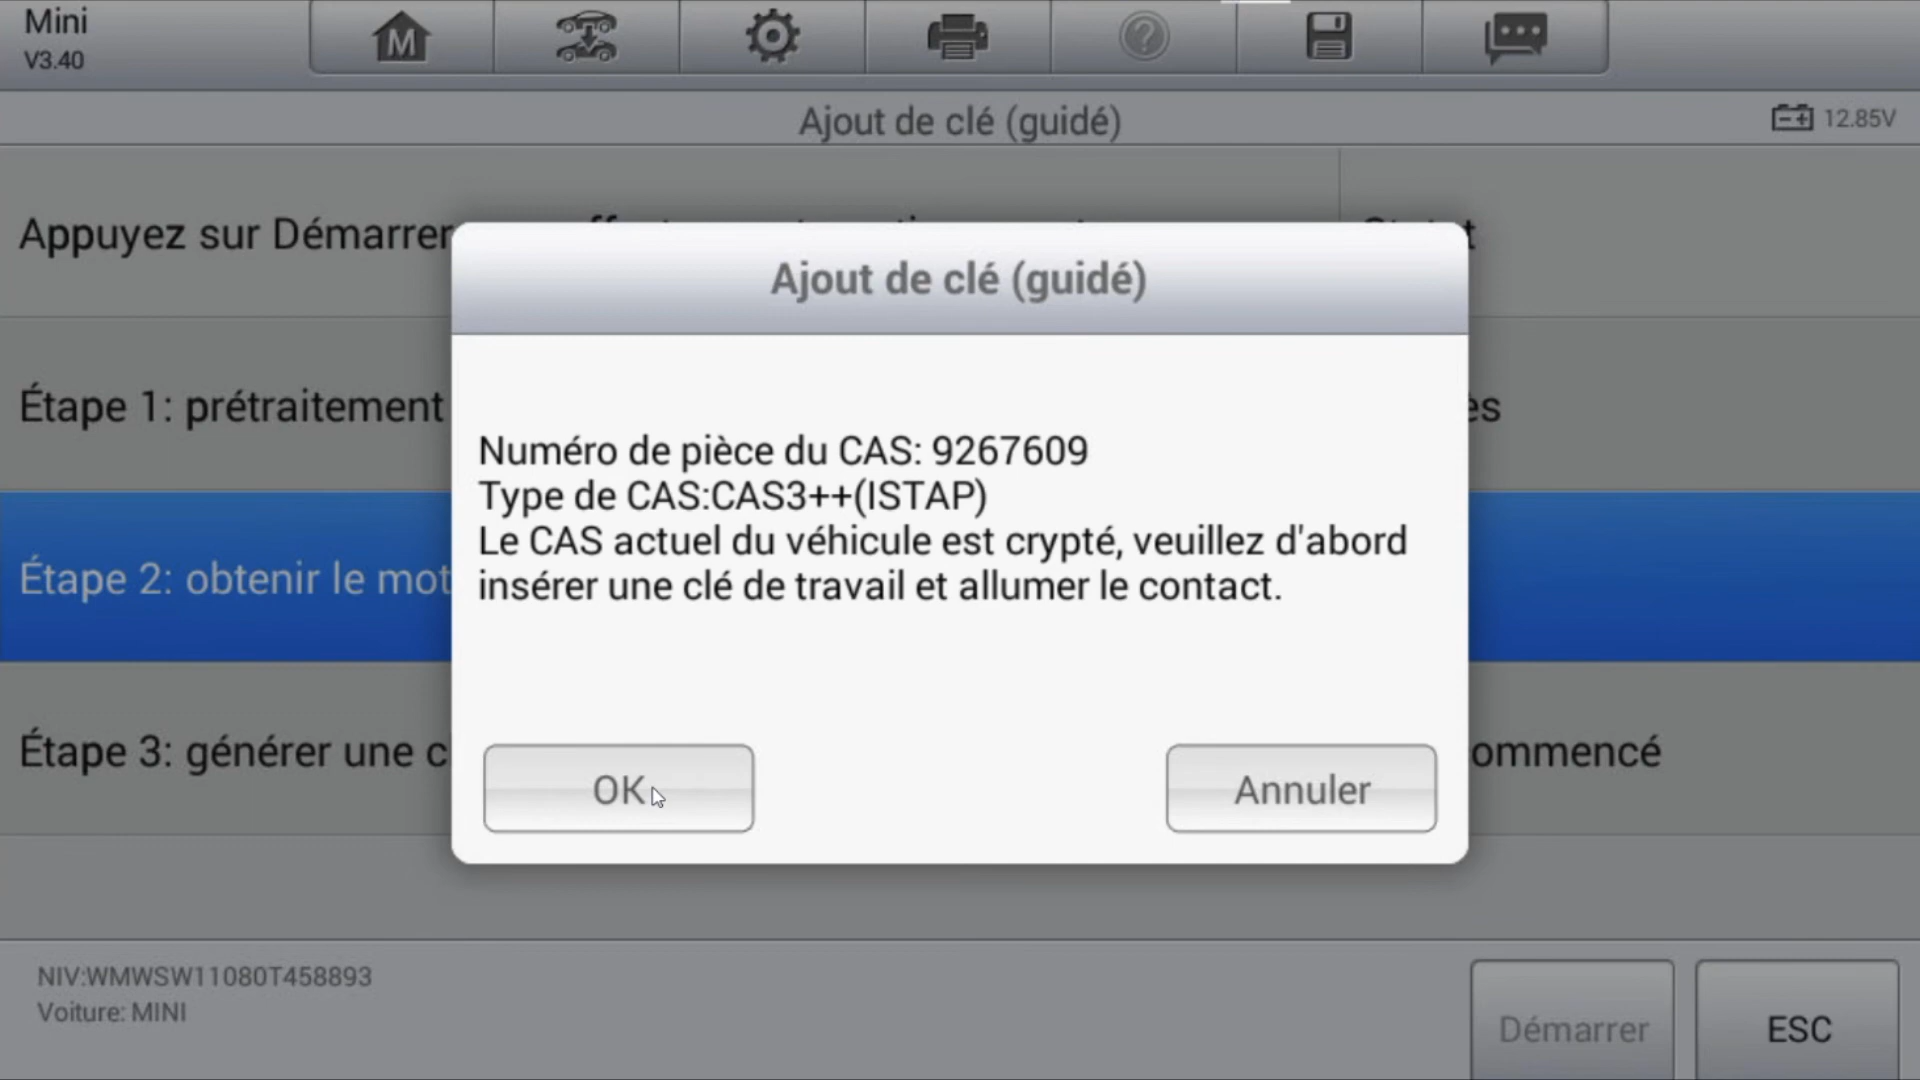 Mini
V3.40
M
?
Ajout de clé (guidé)
12.85V
Appuyez sur Démarrer
Étape 1: prétraitement
Étape 2: obtenir le mot
Étape 3: générer une c
ommencé
Ajout de clé (guidé)
Numéro de pièce du CAS: 9267609
Type de CAS:CAS3++(ISTAP)
Le CAS actuel du véhicule est crypté, veuillez d'abord
insérer une clé de travail et allumer le contact.
OK
Annuler
NIV:WMWSW11080T458893
Voiture: MINI
Démarrer
ESC